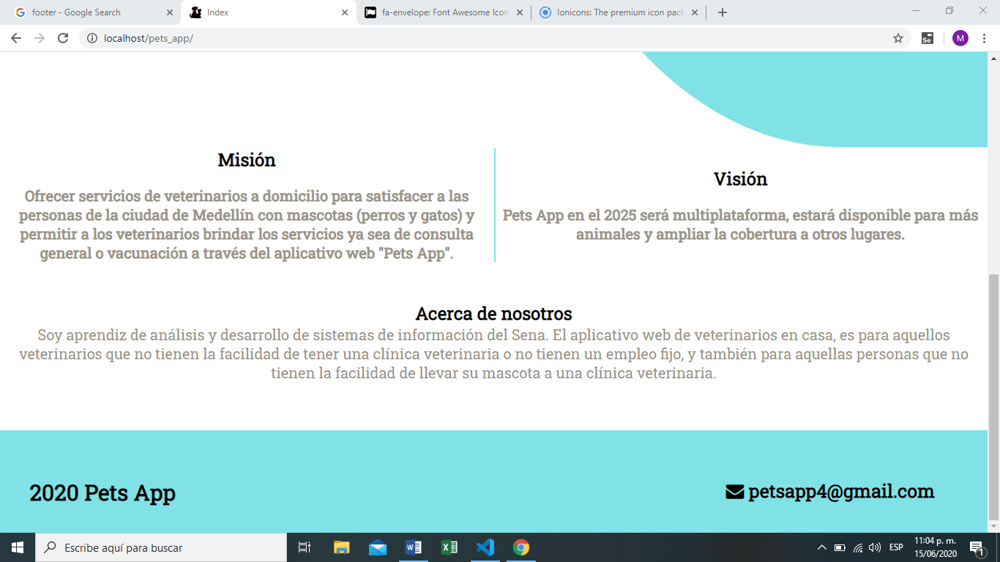 footer - Google Search
Index
fa-envelope: Font Awesome Icon
Ionicons: The premium icon pack
localhost/pets_app/
Se
M
Misión
Ofrecer servicios de veterinarios a domicilio para satisfacer a las
personas de la ciudad de Medellín con mascotas (perros y gatos) y
permitir a los veterinarios brindar los servicios ya sea de consulta
general o vacunación a través del aplicativo web "Pets App".
Visión
Pets App en el 2025 será multiplataforma, estará disponible para más
animales y ampliar la cobertura a otros lugares.
Acerca de nosotros
Soy aprendiz de análisis y desarrollo de sistemas de información del Sena. El aplicativo web de veterinarios en casa, es para aquellos
veterinarios que no tienen la facilidad de tener una clínica veterinaria o no tienen un empleo fijo, y también para aquellas personas que no
tienen la facilidad de llevar su mascota a una clínica veterinaria.
2020 Pets App
petsapp4@gmail.com
Escribe aquí para buscar
ESP
11:04 p. m.
15/06/2020
1